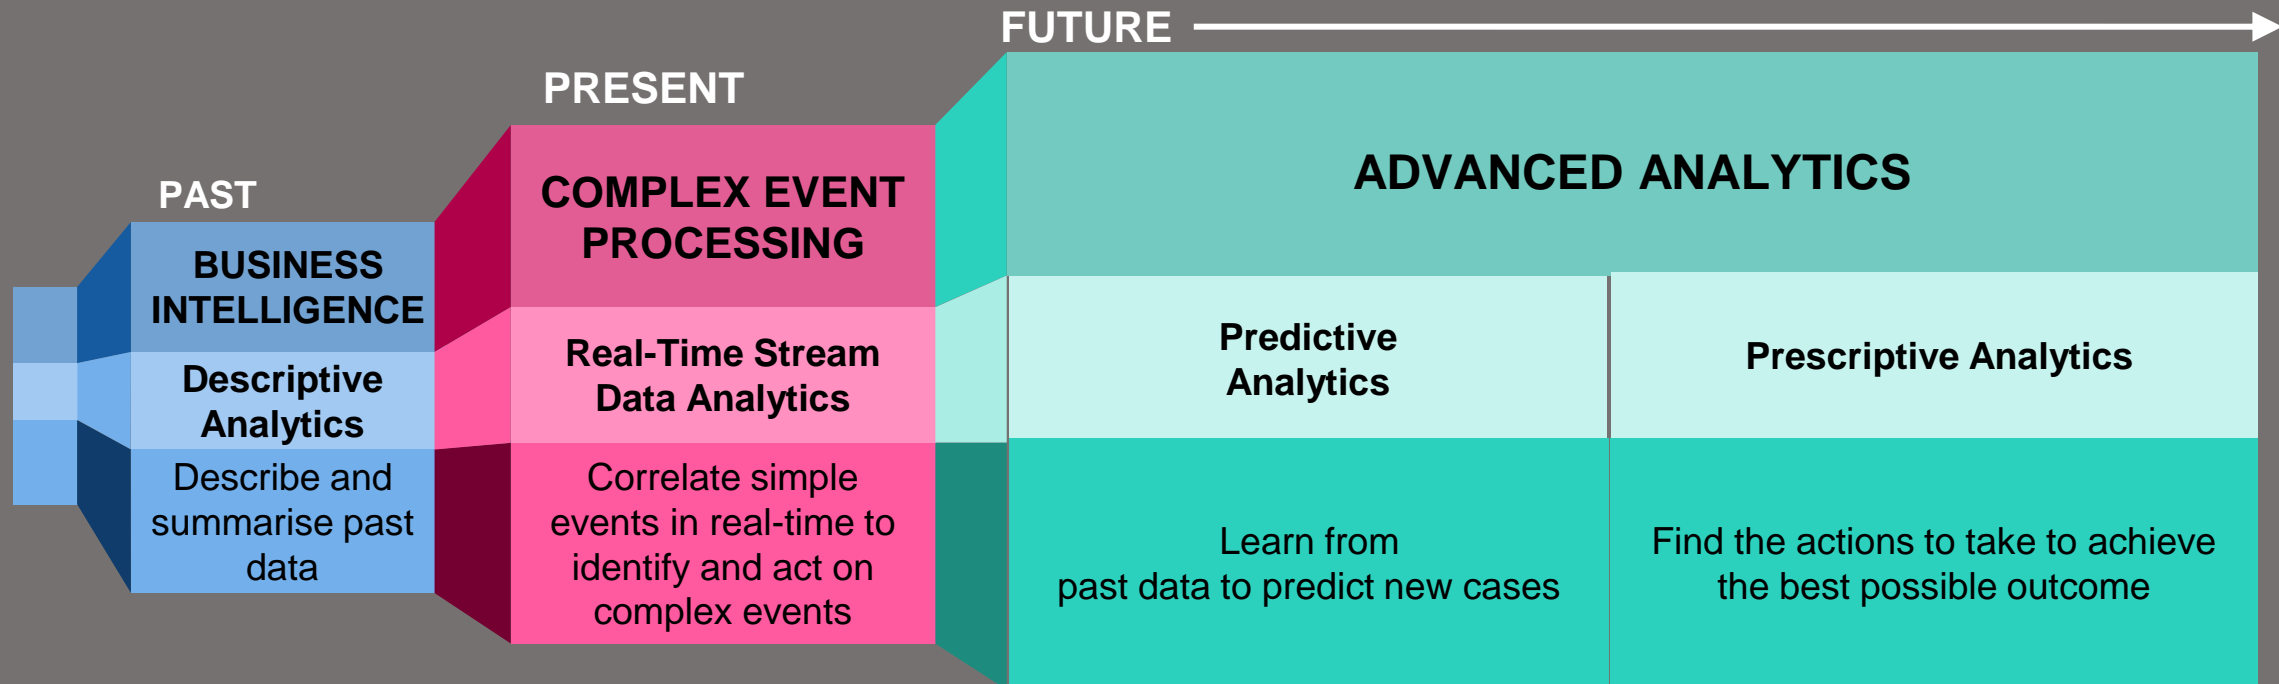 PAST
BUSINESS
INTELLIGENCE
Descriptive
Analytics
Describe and
summarise past
data
PRESENT
COMPLEX EVENT
PROCESSING
Real-Time Stream
Data Analytics
Correlate simple
events in real-time to
identify and act on
complex events
FUTURE
ADVANCED ANALYTICS
Predictive
Analytics
Learn from
past data to predict new cases
Prescriptive Analytics
Find the actions to take to achieve
the best possible outcome